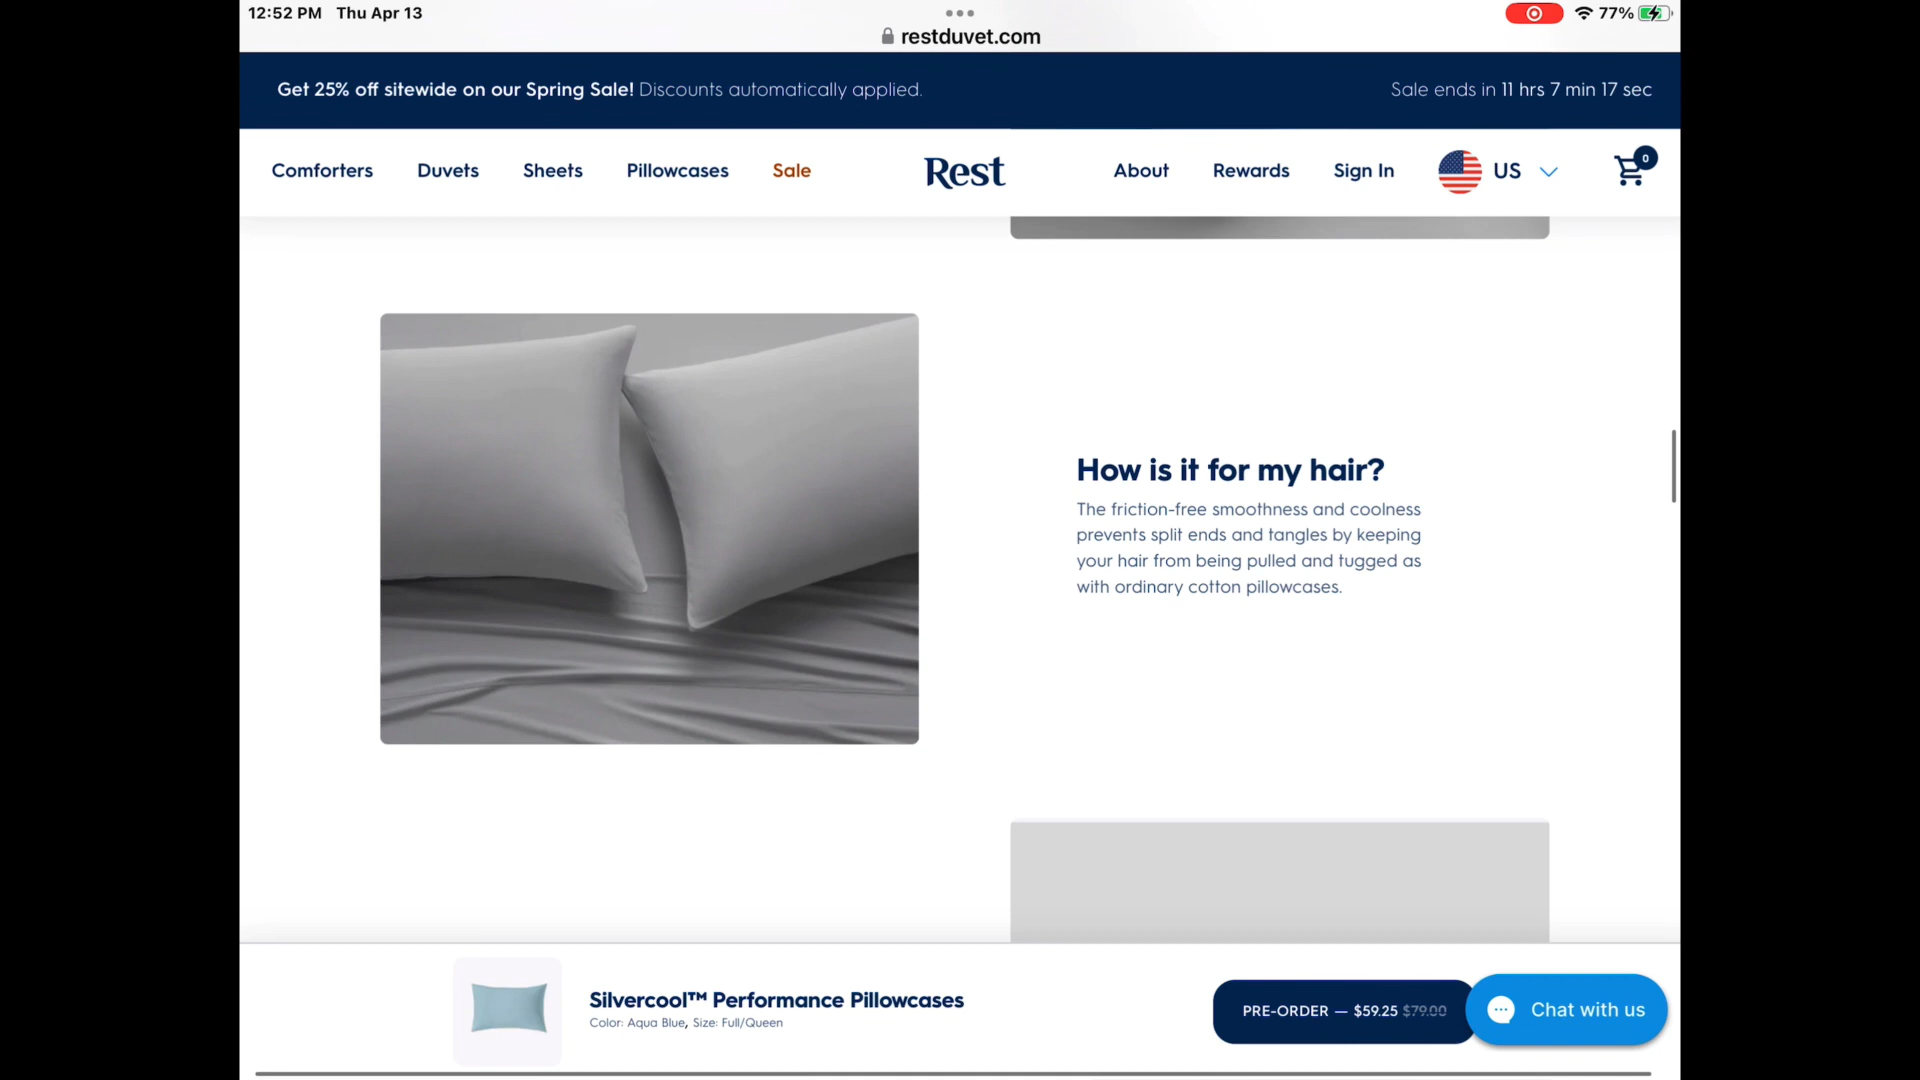 12:52 PM Thu Apr 13
77%
restduvet.com
Get 25% off sitewide on our Spring Sale! Discounts automatically applied.
Sale ends in 11 hrs 7 min 17 sec
Comforters Duvets Sheets Pillowcases Sale Rest About Rewards Sign In US 0
How is it for my hair?
The friction-free smoothness and coolness
prevents split ends and tangles by keeping
your hair from being pulled and tugged as
with ordinary cotton pillowcases.
Silvercool™ Performance Pillowcases
Color: Aqua Blue, Size: Full/Queen
PRE-ORDER — $59.25 $79.00
Chat with us